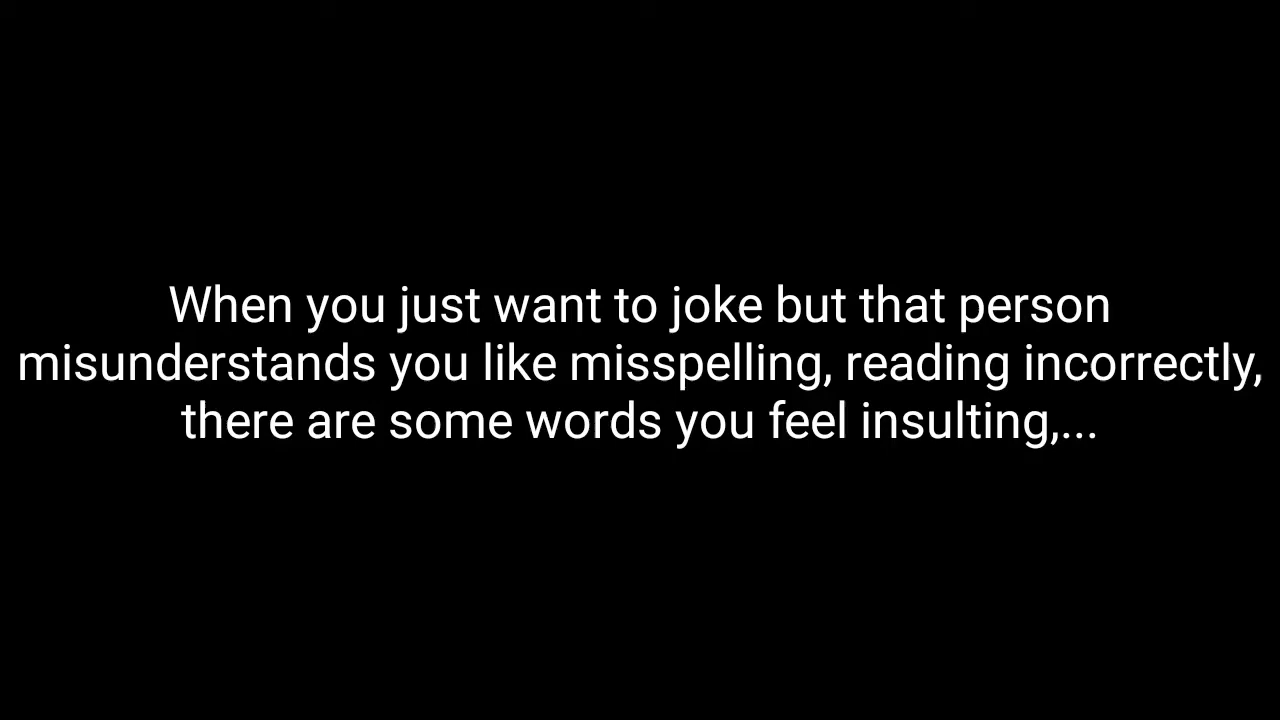 When you just want to joke but that person
misunderstands you like misspelling, reading incorrectly,
there are some words you feel insulting,...